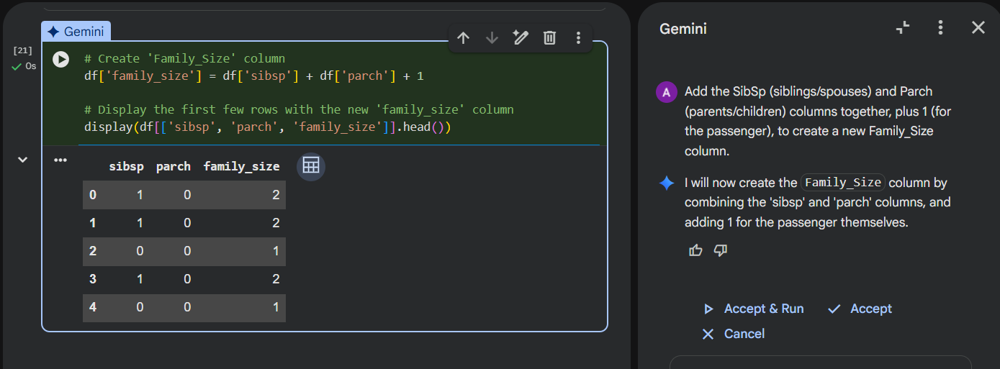 Gemini
[21]
0s
# Create 'Family_Size' column
df['family_size'] = df['sibsp'] + df['parch'] + 1
# Display the first few rows with the new 'family_size' column
display(df[['sibsp', 'parch', 'family_size']].head())
sibsp parch family_size
0 1 0 2
1 1 0 2
2 0 0 1
3 1 0 2
4 0 0 1
Gemini
A
Add the SibSp (siblings/spouses) and Parch
(parents/children) columns together, plus 1 (for
the passenger), to create a new Family_Size
column.
I will now create the Family_Size column by
combining the 'sibsp' and 'parch' columns, and
adding 1 for the passenger themselves.
Accept & Run
Accept
Cancel